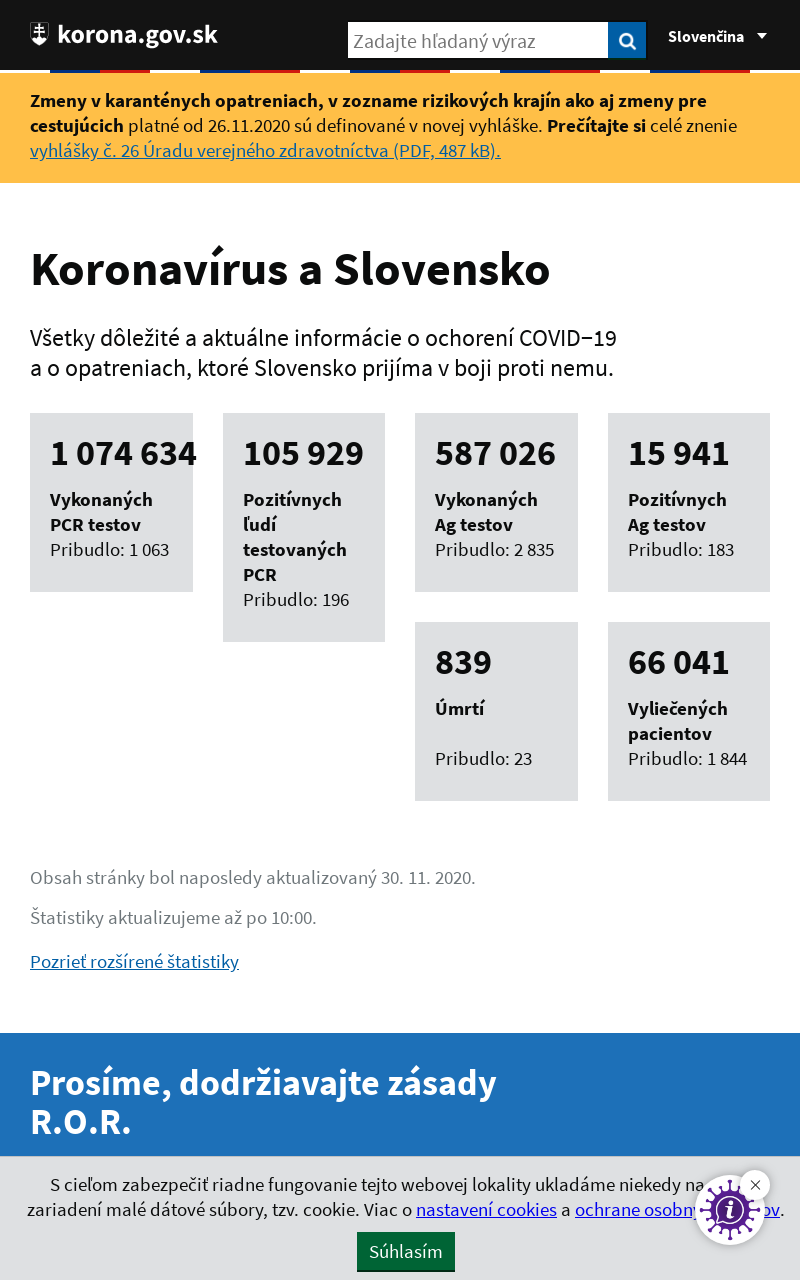 korona.gov.sk
Zadajte hľadaný výraz
Slovenčina
Zmeny v karanténych opatreniach, v zozname rizikových krajín ako aj zmeny pre
cestujúcich platné od 26.11.2020 sú definované v novej vyhláške. Prečítajte si celé znenie
vyhlášky č. 26 Úradu verejného zdravotníctva (PDF, 487 kB).
Koronavírus a Slovensko
Všetky dôležité a aktuálne informácie o ochorení COVID−19
a o opatreniach, ktoré Slovensko prijíma v boji proti nemu.
1 074 634
Vykonaných
PCR testov
Pribudlo: 1 063
105 929
Pozitívnych
ľudí
testovaných
PCR
Pribudlo: 196
587 026
Vykonaných
Ag testov
Pribudlo: 2 835
15 941
Pozitívnych
Ag testov
Pribudlo: 183
839
Úmrtí
Pribudlo: 23
66 041
Vyliečených
pacientov
Pribudlo: 1 844
Obsah stránky bol naposledy aktualizovaný 30. 11. 2020.
Štatistiky aktualizujeme až po 10:00.
Pozrieť rozšírené štatistiky
Prosíme, dodržiavajte zásady
R.O.R.
S cieľom zabezpečiť riadne fungovanie tejto webovej lokality ukladáme niekedy na
zariadení malé dátové súbory, tzv. cookie. Viac o nastavení cookies a ochrane
Súhlasím